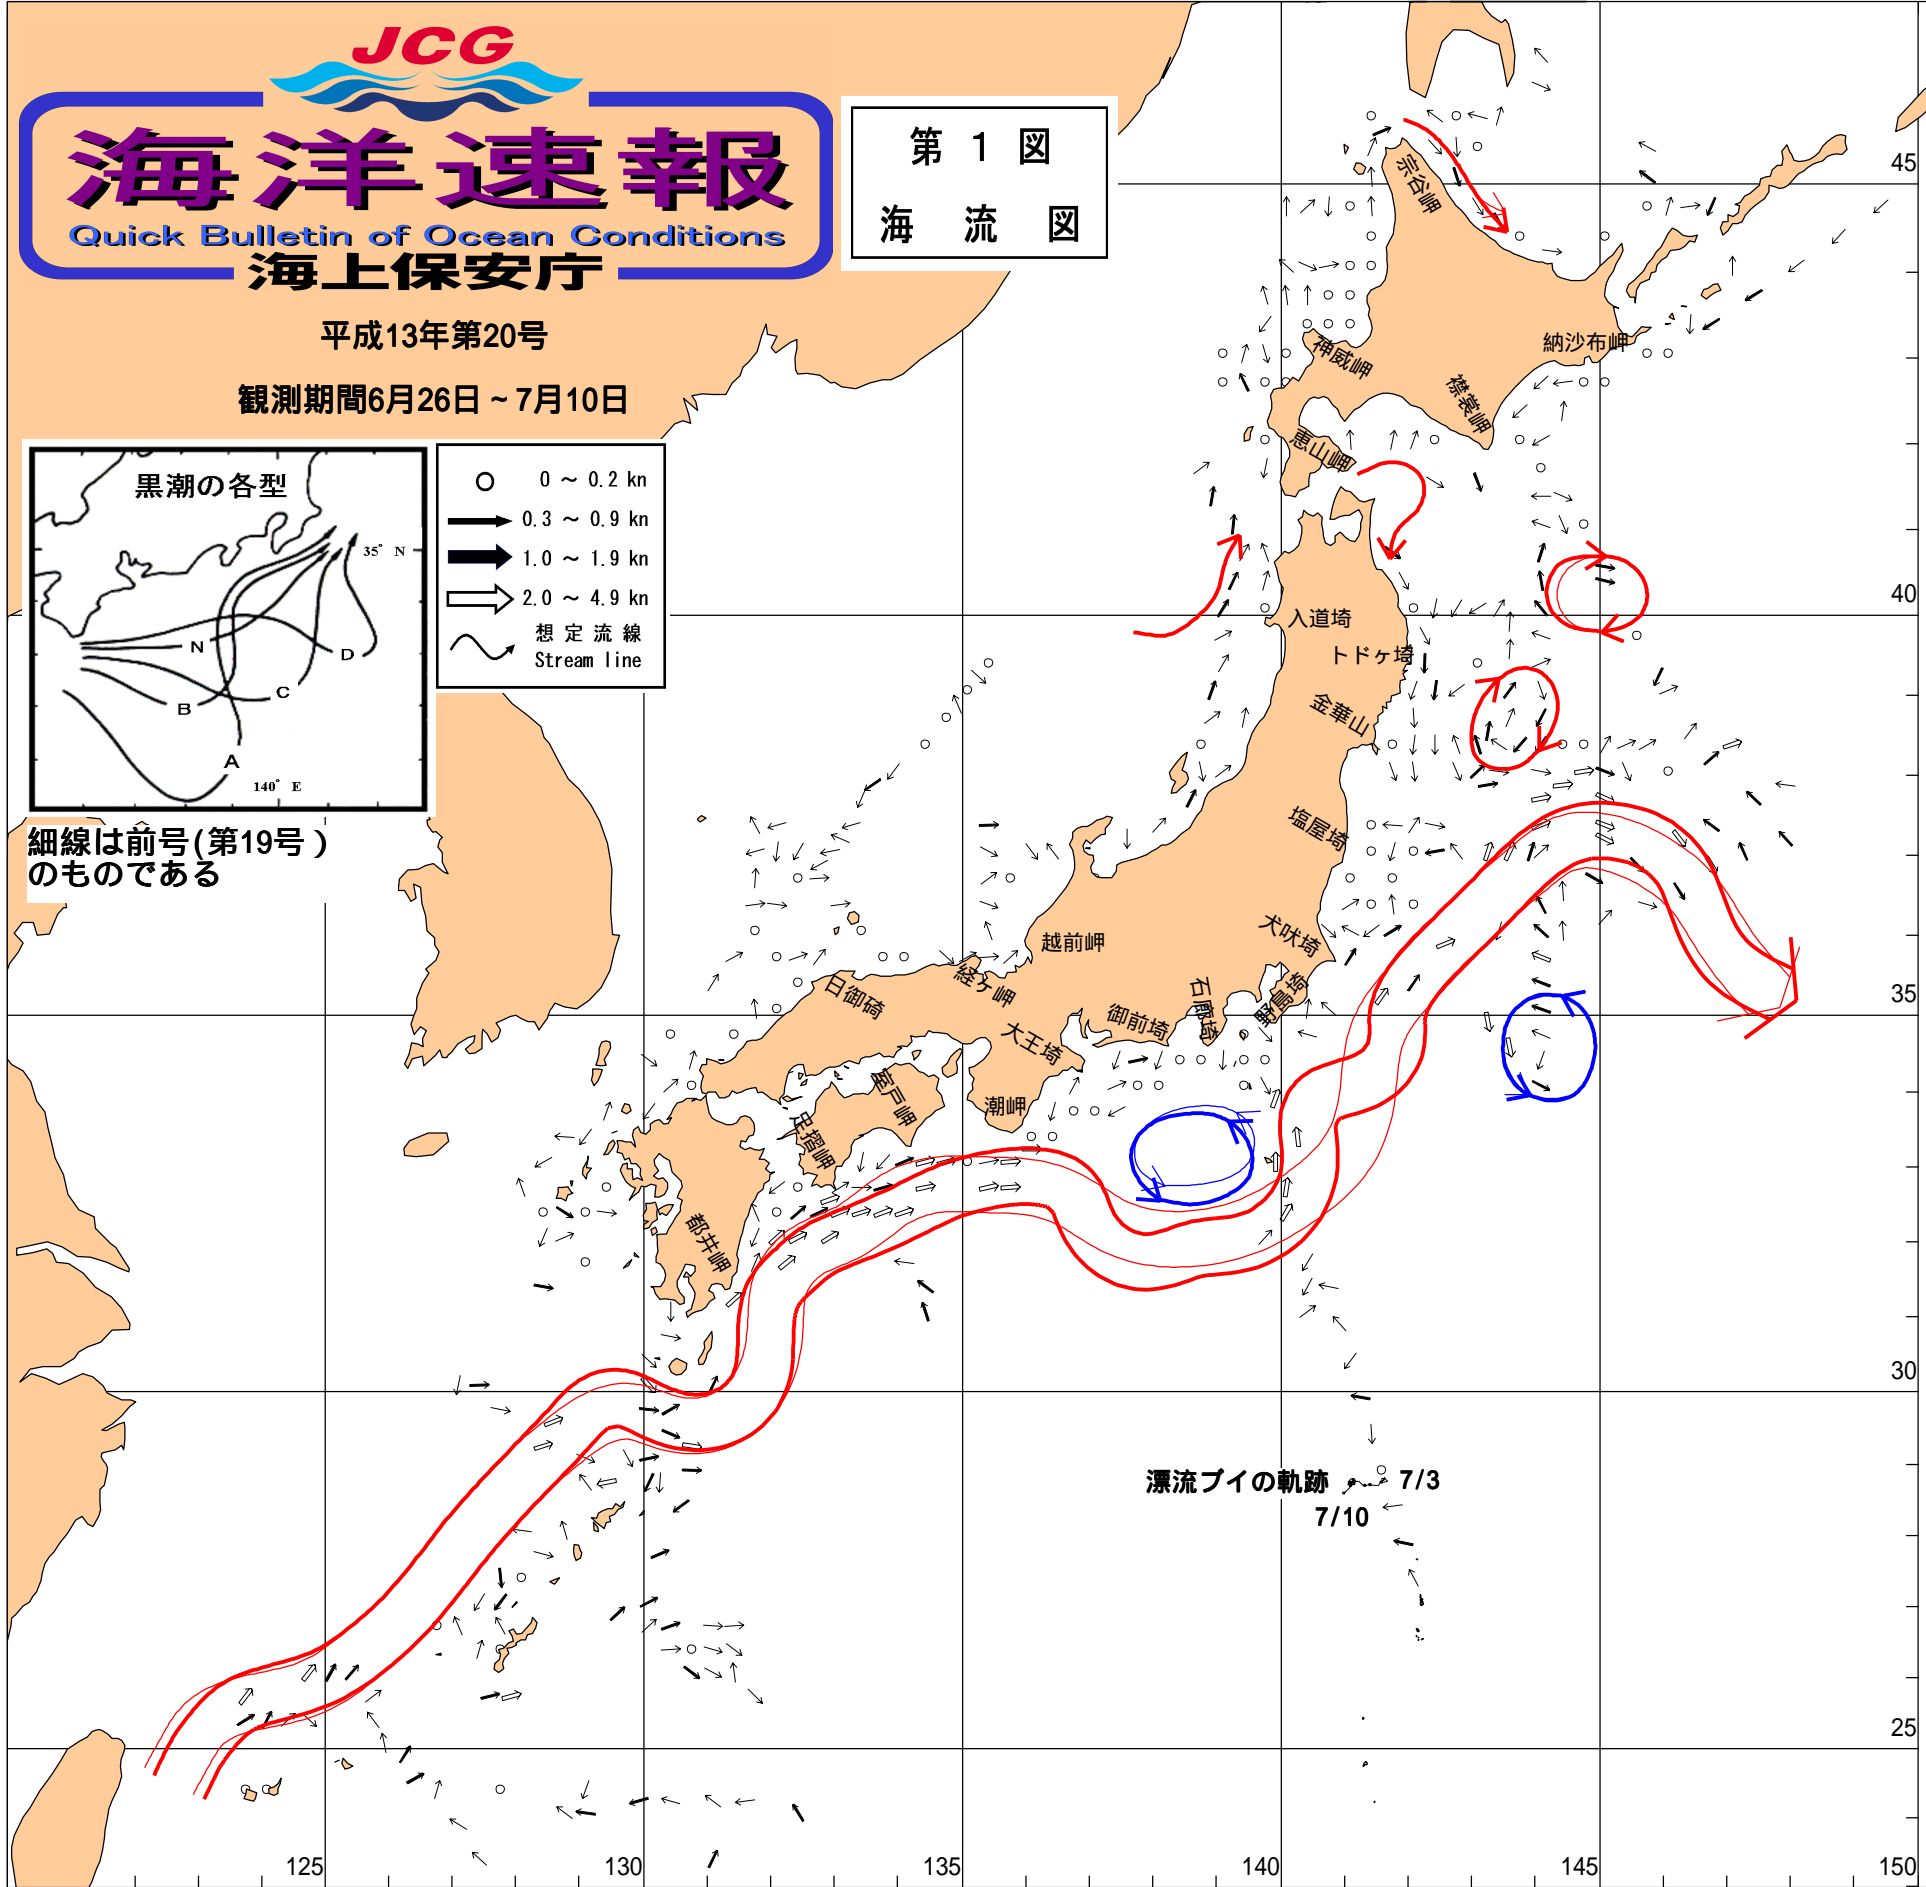 JCG
海洋速報
Quick Bulletin of Ocean Conditions
海上保安庁
平成13年第20号
観測期間6月26日～7月10日
第 1 図
海 流 図
黒潮の各型
35° N
N
D
C
B
A
140° E
0 ～ 0.2 kn
0.3 ～ 0.9 kn
1.0 ～ 1.9 kn
2.0 ～ 4.9 kn
想定流線
Stream line
細線は前号(第19号)
のものである
宗谷岬
納沙布岬
神威岬
襟裳岬
恵山岬
入道埼
トドヶ埼
金華山
塩屋埼
犬吠埼
越前岬
経ヶ岬
日御碕
石廊埼
野島埼
御前埼
大王埼
潮岬
室戸岬
足摺岬
都井岬
漂流ブイの軌跡
7/3
7/10
45
40
35
30
25
125
130
135
140
145
150